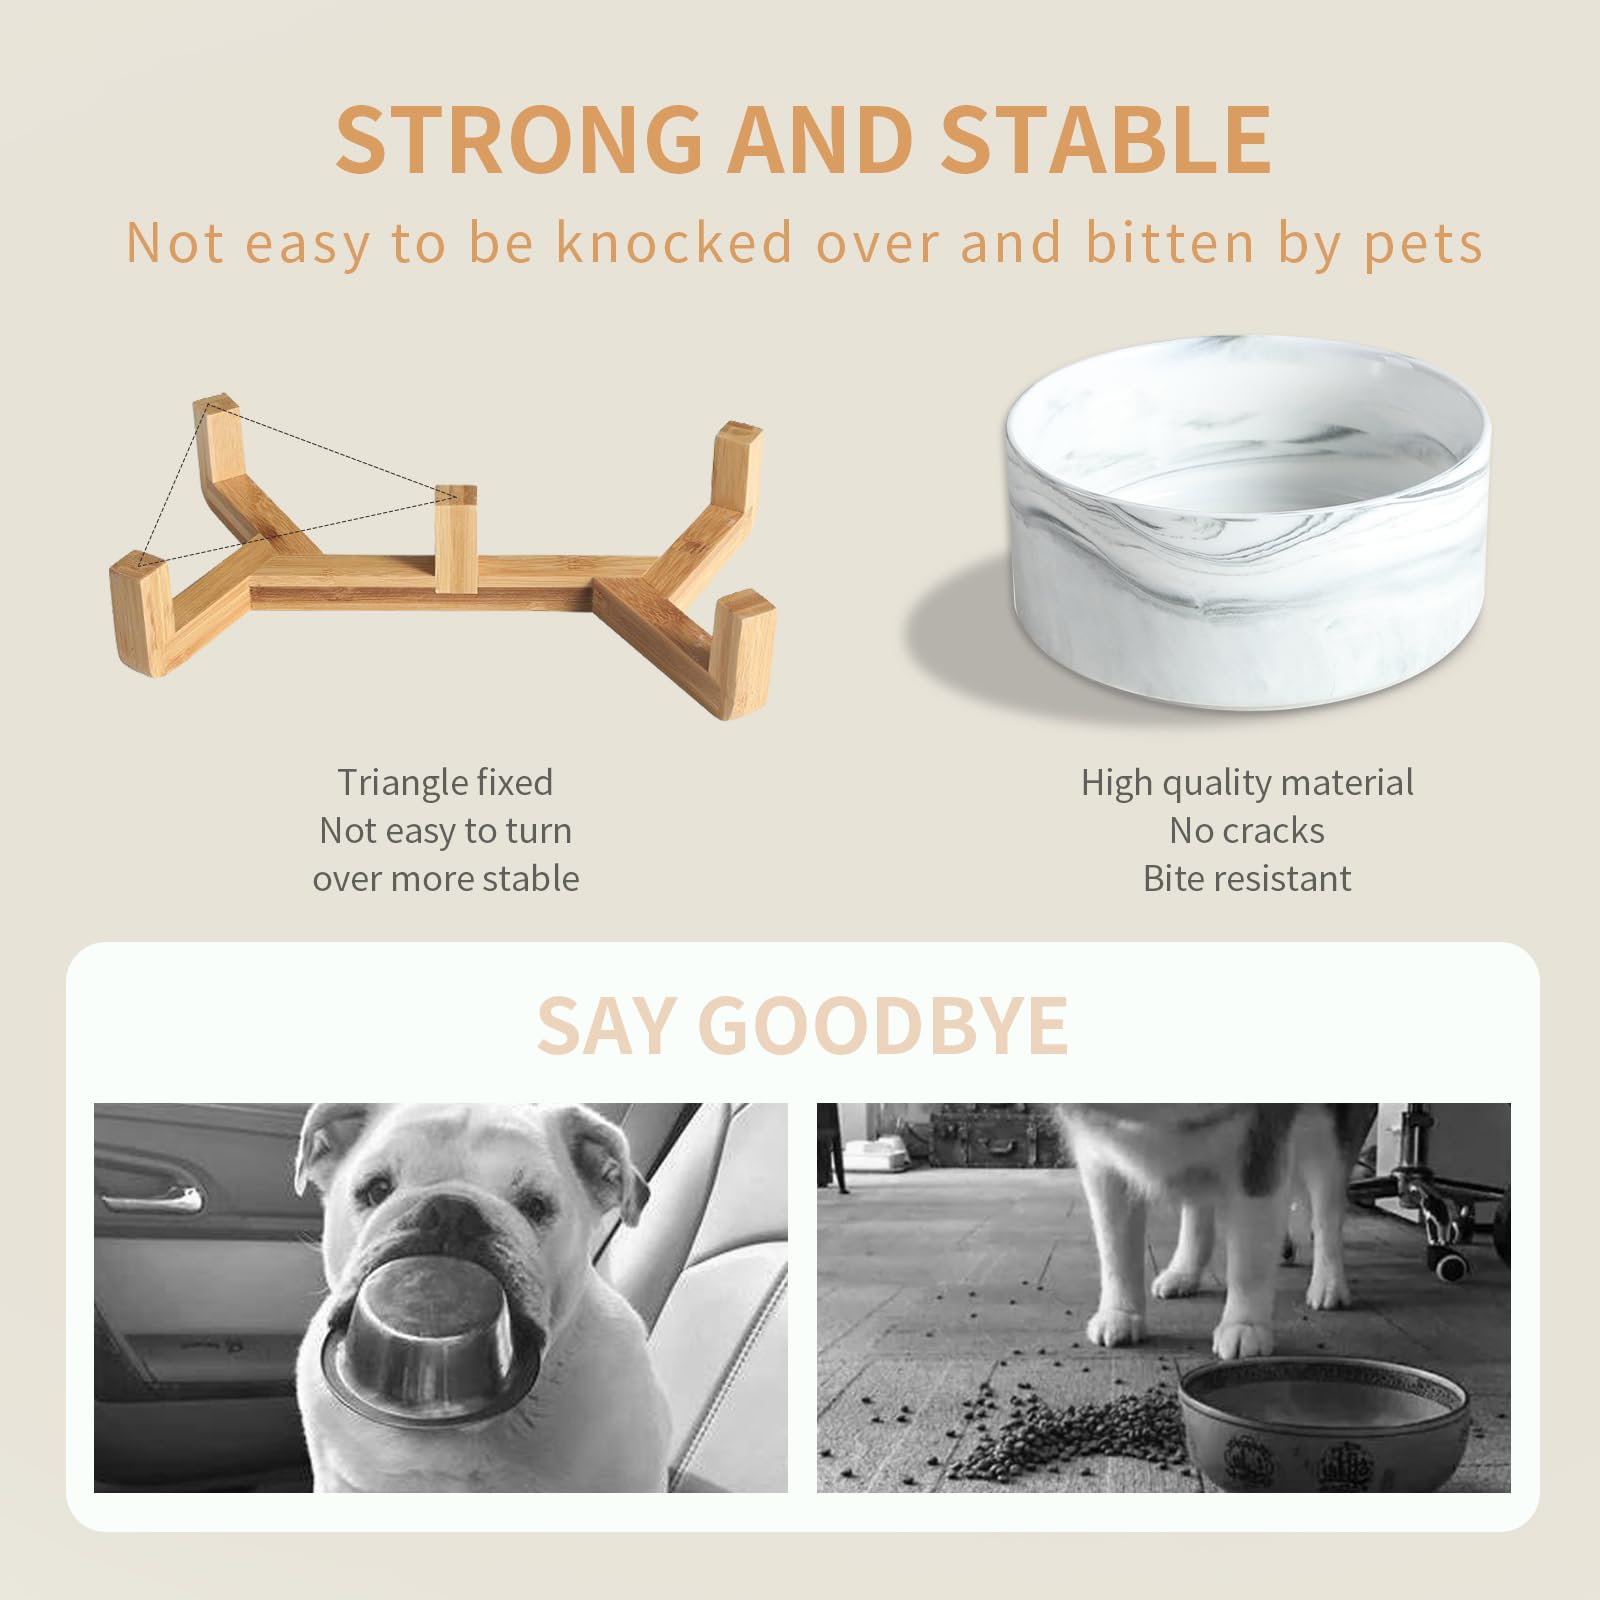 STRONG AND STABLE
Not easy to be knocked over and bitten by pets
Triangle fixed
Not easy to turn
over more stable
High quality material
No cracks
Bite resistant
SAY GOODBYE